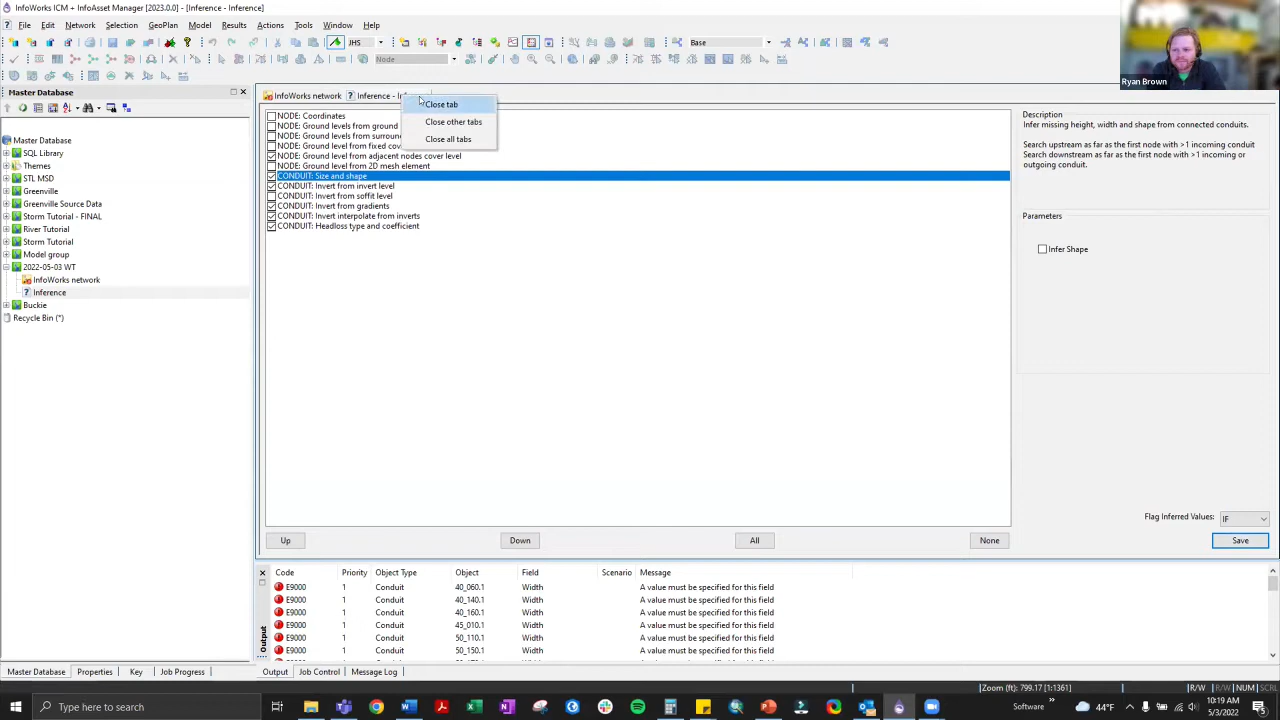 InfoWorks ICM + InfoAsset Manager [2023.0.0] - [Inference - Inference]
File Edit Network Selection GeoPlan Model Results Actions Tools Window Help
JHS Base
Node
Ryan Brown
Master Database
InfoWorks network Inference - Inf
Close tab
Close other tabs
Close all tabs
Master Database
SQL Library
Themes
STL MSD
Greenville
Greenville Source Data
Storm Tutorial - FINAL
River Tutorial
Storm Tutorial
Model group
2022-05-03 WT
InfoWorks network
Inference
Buckie
Recycle Bin (*)
NODE: Coordinates
NODE: Ground levels from ground
NODE: Ground levels from surroun
NODE: Ground level from fixed cov
NODE: Ground level from adjacent nodes cover level
NODE: Ground level from 2D mesh element
CONDUIT: Size and shape
CONDUIT: Invert from invert level
CONDUIT: Invert from soffit level
CONDUIT: Invert from gradients
CONDUIT: Invert interpolate from inverts
CONDUIT: Headloss type and coefficient
Description
Infer missing height, width and shape from connected conduits.
Search upstream as far as the first node with >1 incoming conduit
Search downstream as far as the first node with >1 incoming or
outgoing conduit.
Parameters
Infer Shape
Flag Inferred Values: IF
Up Down All None Save
Code Priority Object Type Object Field Scenario Message
E9000 1 Conduit 40_060.1 Width A value must be specified for this field
E9000 1 Conduit 40_140.1 Width A value must be specified for this field
E9000 1 Conduit 40_160.1 Width A value must be specified for this field
E9000 1 Conduit 45_010.1 Width A value must be specified for this field
E9000 1 Conduit 50_110.1 Width A value must be specified for this field
E9000 1 Conduit 50_150.1 Width A value must be specified for this field
Output
Master Database Properties Key Job Progress Output Job Control Message Log
Zoom (ft): 799.17 [1:1361] R/W R/W NUM SCRL
Type here to search
Software 44°F 10:19 AM
5/3/2022